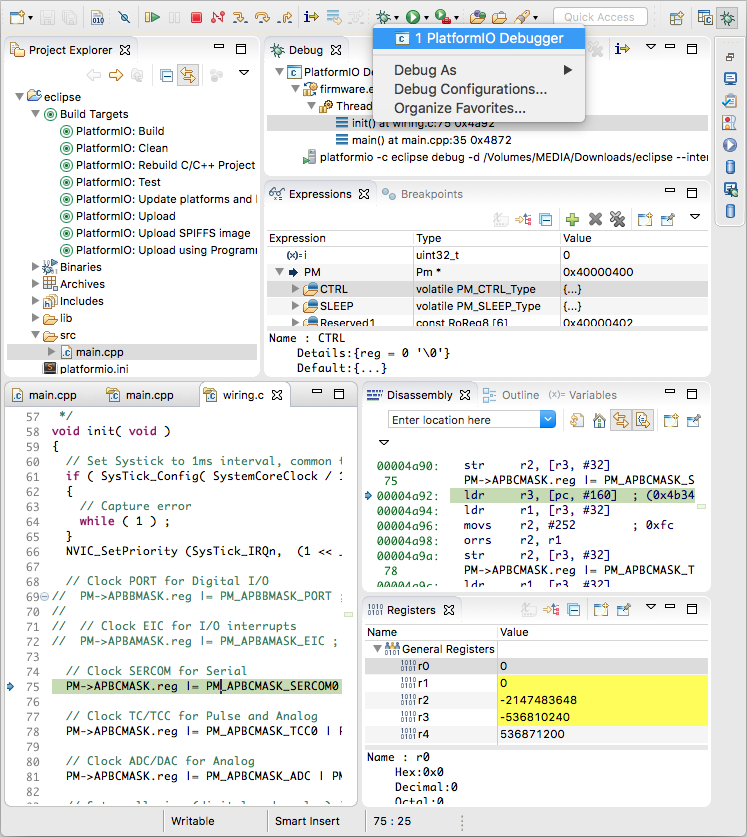 Quick Access
1 PlatformIO Debugger
Debug As
Debug Configurations...
Organize Favorites...
Project Explorer
eclipse
Build Targets
PlatformIO: Build
PlatformIO: Clean
PlatformIO: Rebuild C/C++ Project
PlatformIO: Test
PlatformIO: Update platforms and
PlatformIO: Upload
PlatformIO: Upload SPIFFS image
PlatformIO: Upload using Program
Binaries
Archives
Includes
lib
src
main.cpp
platformio.ini
Debug
PlatformIO De
firmware.e
Thread
init() at wiring.c:75 0x4a92
main() at main.cpp:35 0x4872
platformio -c eclipse debug -d /Volumes/MEDIA/Downloads/eclipse --inter
Expressions
Breakpoints
Expression Type Value
(x)= i uint32_t 0
PM Pm * 0x40000400
CTRL volatile PM_CTRL_Type {...}
SLEEP volatile PM_SLEEP_Type {...}
Reserved1 const RoReg8 [6] 0x40000402
Name : CTRL
Details:{reg = 0 '\0'}
Default:{...}
main.cpp
main.cpp
wiring.c
57 */
58 void init( void )
59 {
60 // Set Systick to 1ms interval, common
61 if ( SysTick_Config( SystemCoreClock / 1
62 {
63 // Capture error
64 while ( 1 ) ;
65 }
66 NVIC_SetPriority (SysTick_IRQn, (1 <<
67
68 // Clock PORT for Digital I/O
69 // PM->APBBMASK.reg |= PM_APBBMASK_PORT ;
70 //
71 // // Clock EIC for I/O interrupts
72 // PM->APBAMASK.reg |= PM_APBAMASK_EIC ;
73
74 // Clock SERCOM for Serial
75 PM->APBCMASK.reg |= PM_APBCMASK_SERCOM0
76
77 // Clock TC/TCC for Pulse and Analog
78 PM->APBCMASK.reg |= PM_APBCMASK_TCC0 |
79
80 // Clock ADC/DAC for Analog
81 PM->APBCMASK.reg |= PM_APBCMASK_ADC | PM
82
Disassembly
Outline
(x)= Variables
Enter location here
00004a90: str r2, [r3, #32]
75 PM->APBCMASK.reg |= PM_APBCMASK_S
00004a92: ldr r3, [pc, #160] ; (0x4b34
00004a94: ldr r1, [r3, #32]
00004a96: movs r2, #252 ; 0xfc
00004a98: orrs r2, r1
00004a9a: str r2, [r3, #32]
78 PM->APBCMASK.reg |= PM_APBCMASK_T
00004a9c: ldr r1, [r3, #32]
Registers
Name Value
General Registers
r0 0
r1 0
r2 -2147483648
r3 -536810240
r4 536871200
Name : r0
Hex:0x0
Decimal:0
Octal:0
Writable
Smart Insert
75 : 25